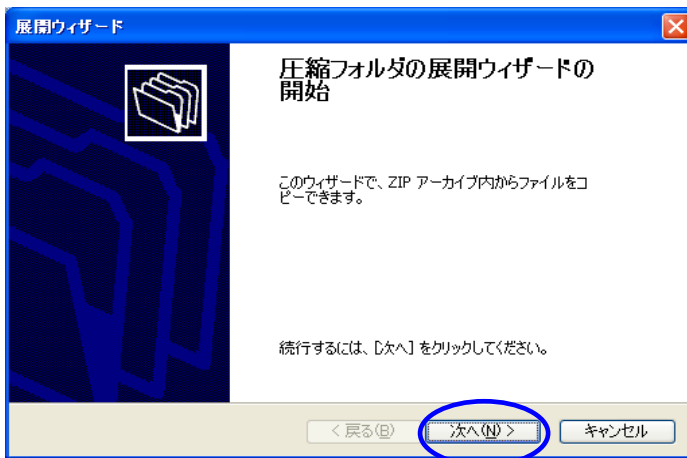 展開ウィザード
圧縮フォルダの展開ウィザードの
開始
このウィザードで、ZIP アーカイブ内からファイルをコ
ピーできます。
続行するには、[次へ] をクリックしてください。
< 戻る(B) 次へ(N) > キャンセル